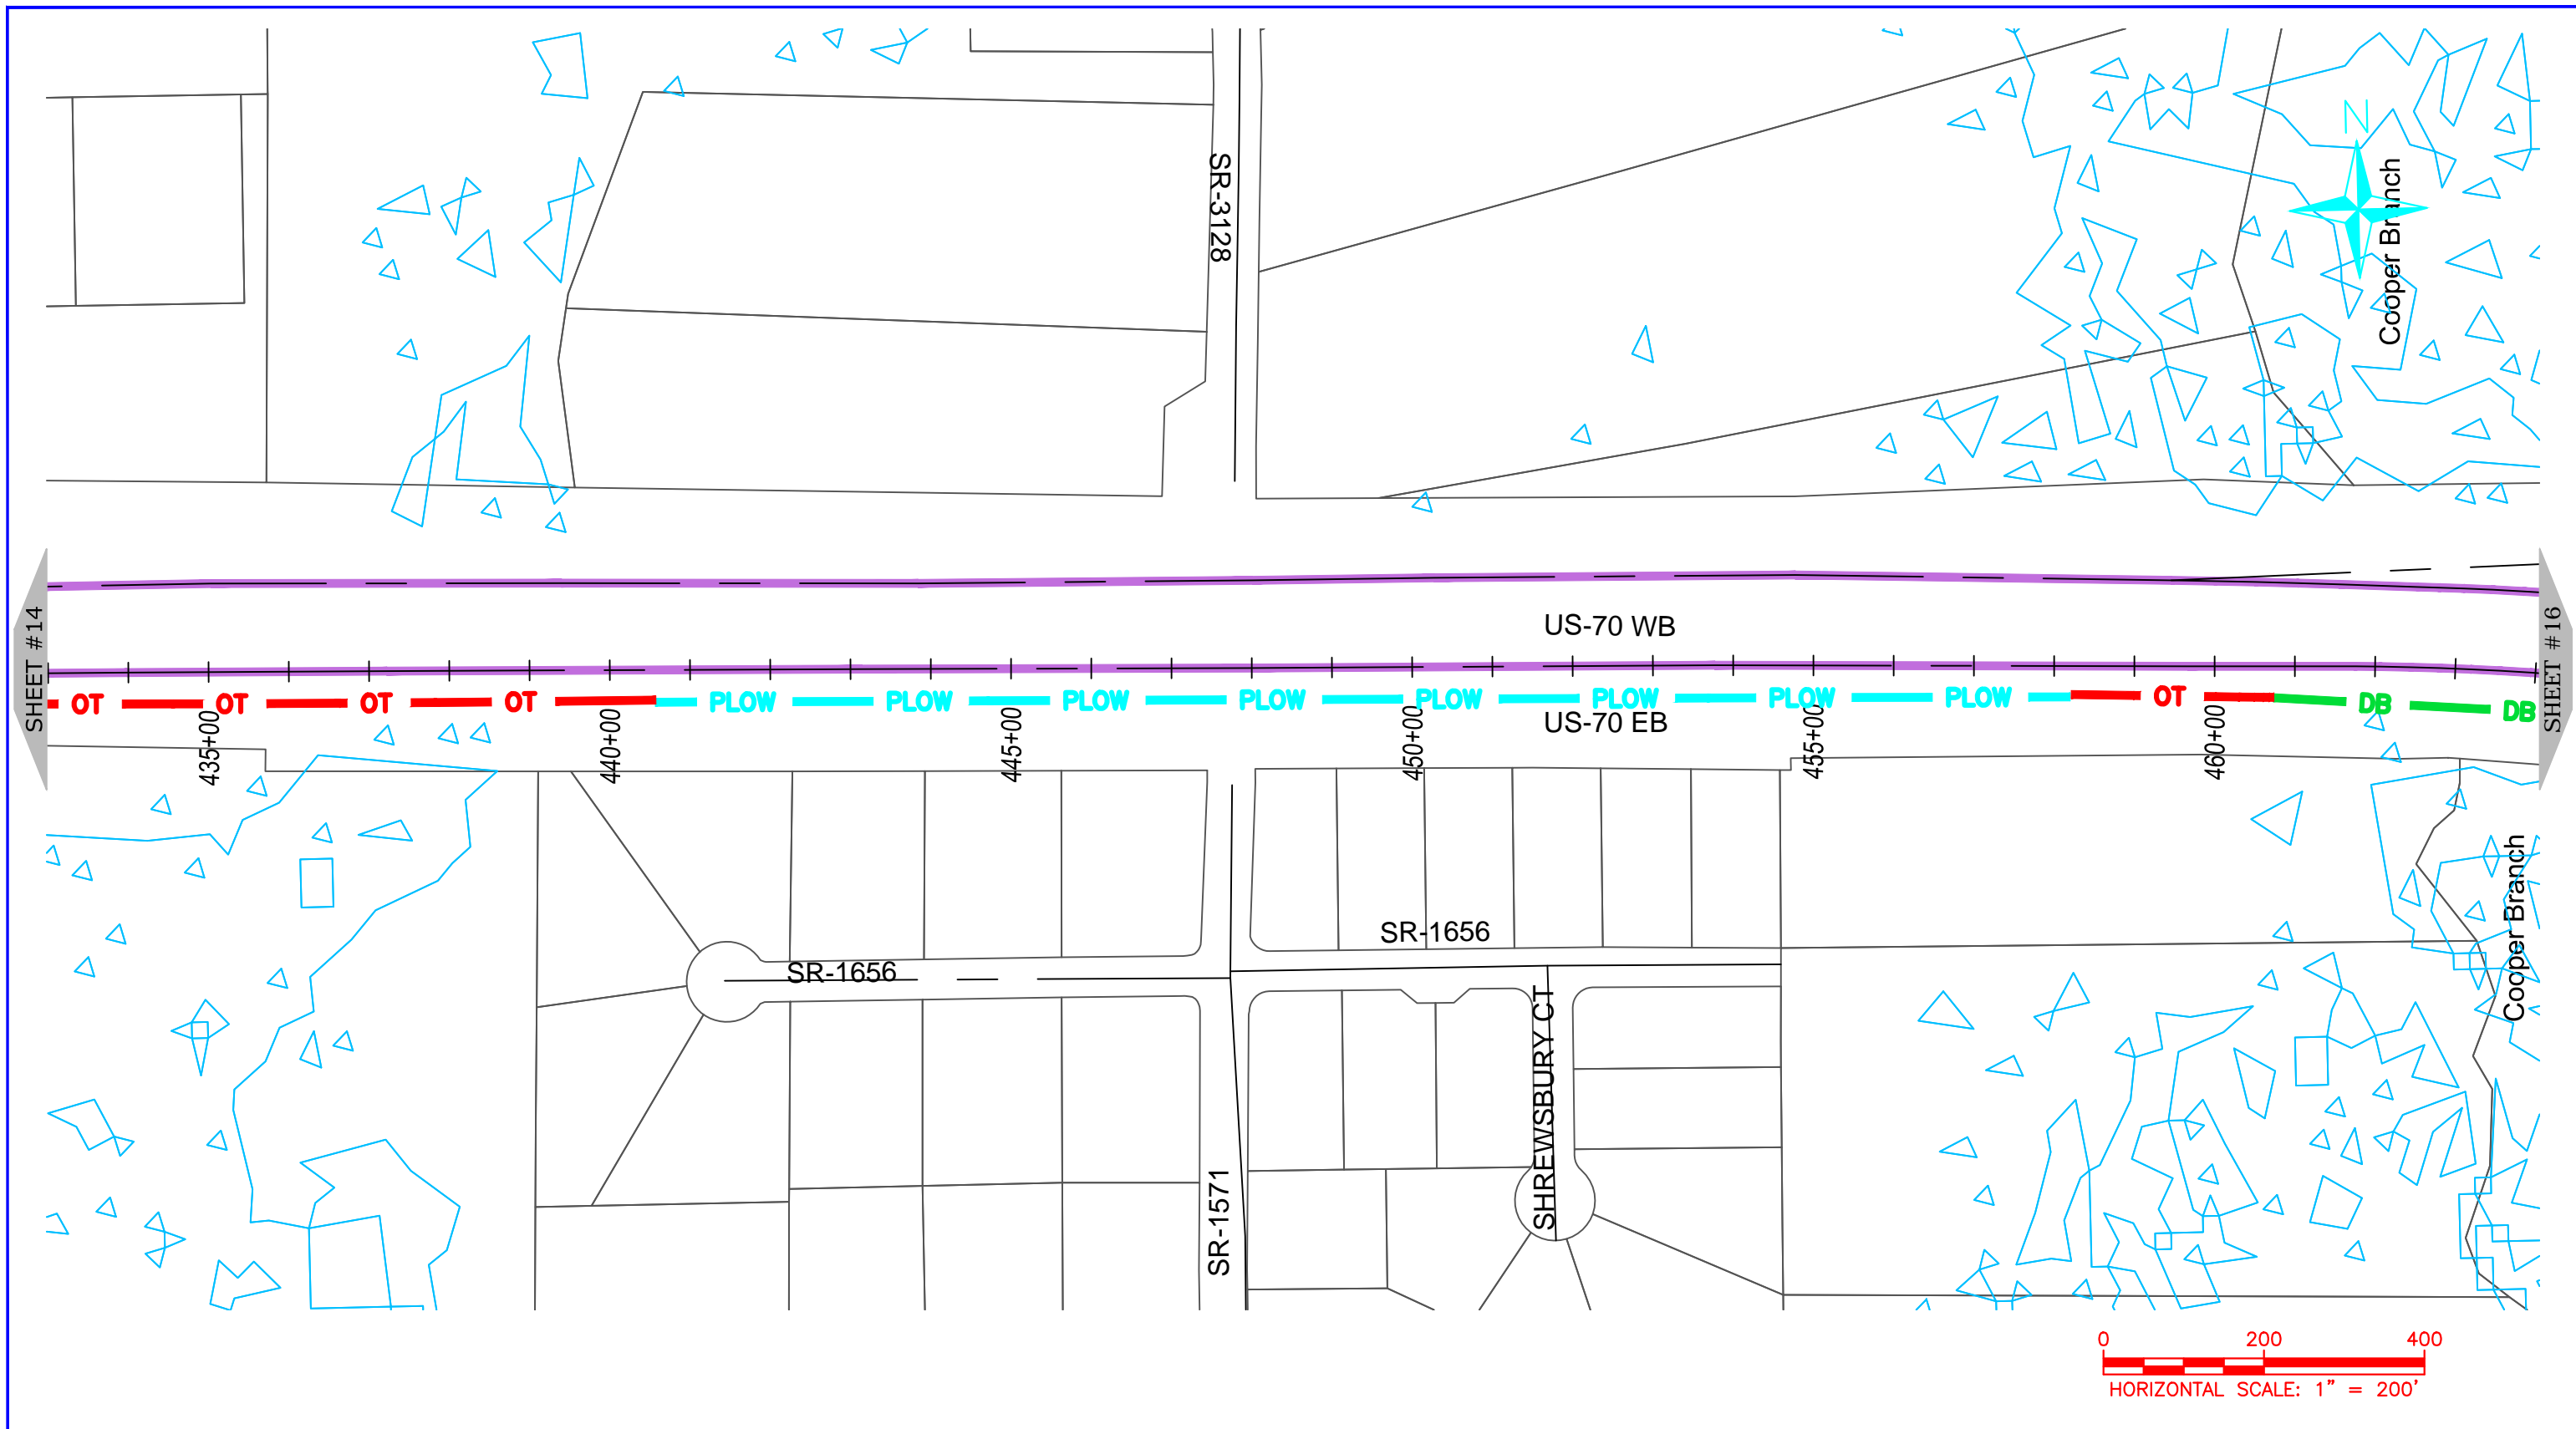 N
SR-3128
Cooper Branch
SHEET #14
US-70 WB
SHEET #16
OT OT OT OT PLOW PLOW PLOW PLOW PLOW PLOW PLOW PLOW OT DB DB
US-70 EB
435+00 440+00 445+00 450+00 455+00 460+00
SR-1656
SR-1656
Cooper Branch
SHREWSBURY CT
SR-1571
0 200 400
HORIZONTAL SCALE: 1" = 200'